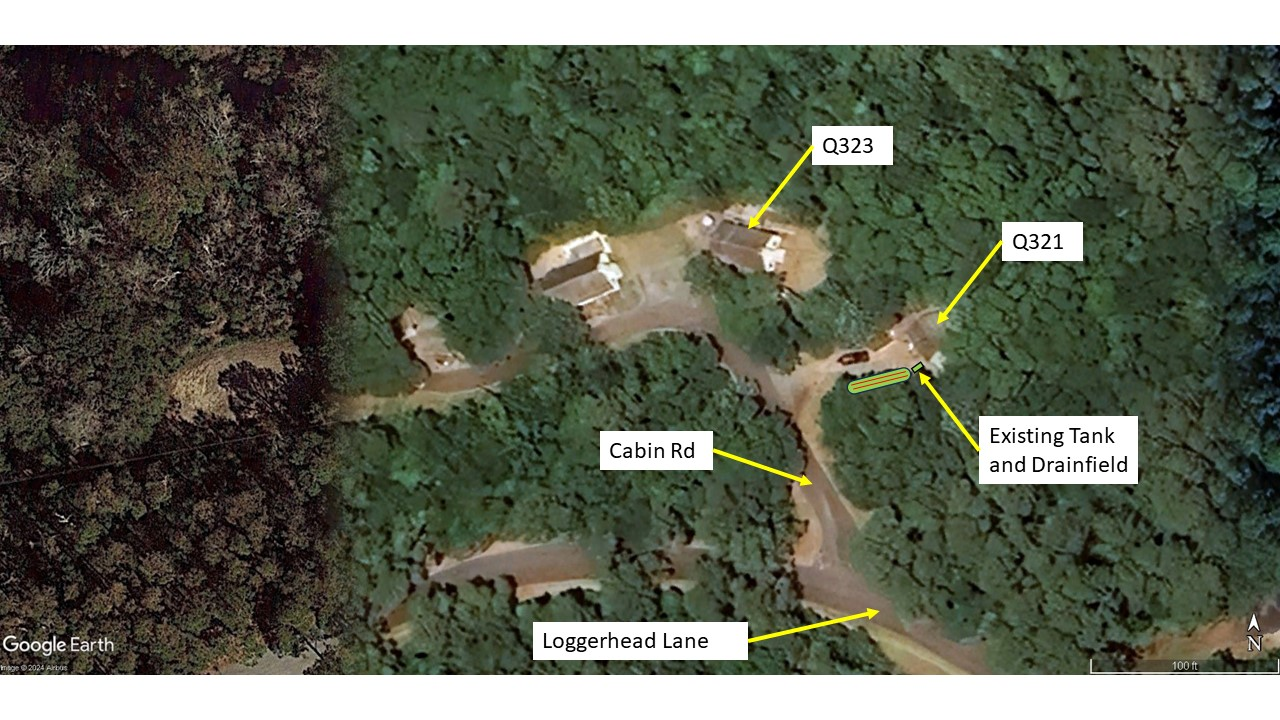 Q323
Q321
Existing Tank
and Drainfield
Cabin Rd
Loggerhead Lane
Google Earth
Image © 2024 Airbus
N
100 ft